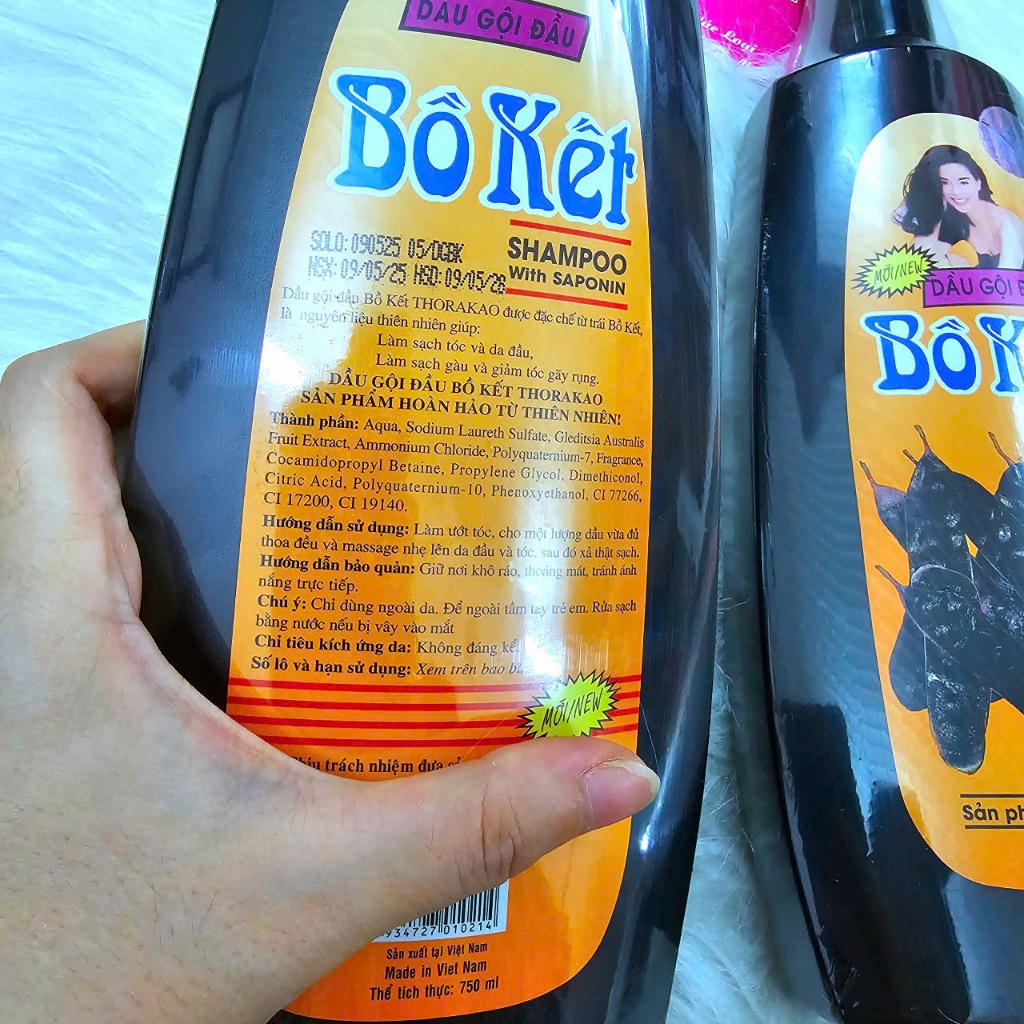 DẦU GỘI ĐẦU
Bồ Kết
SHAMPOO
With SAPONIN
SOLO: 090525 05/DGBK
NSX: 09/05/25 HSD: 09/05/28
Dầu gội đầu Bồ Kết THORAKAO được đặc chế từ trái Bồ Kết,
là nguyên liệu thiên nhiên giúp:
Làm sạch tóc và da đầu,
Làm sạch gàu và giảm tóc gãy rụng.
DẦU GỘI ĐẦU BỒ KẾT THORAKAO
SẢN PHẨM HOÀN HẢO TỪ THIÊN NHIÊN!
Thành phần: Aqua, Sodium Laureth Sulfate, Gleditsia Australis
Fruit Extract, Ammonium Chloride, Polyquaternium-7, Fragrance,
Cocamidopropyl Betaine, Propylene Glycol, Dimethiconol,
Citric Acid, Polyquaternium-10, Phenoxyethanol, CI 77266,
CI 17200, CI 19140.
Hướng dẫn sử dụng: Làm ướt tóc, cho một lượng dầu vừa đủ
thoa đều và massage nhẹ lên da đầu và tóc, sau đó xả thật sạch.
Hướng dẫn bảo quản: Giữ nơi khô ráo, thoáng mát, tránh ánh
nắng trực tiếp.
Chú ý: Chỉ dùng ngoài da. Để ngoài tầm tay trẻ em. Rửa sạch
bằng nước nếu bị vây vào mắt
Chỉ tiêu kích ứng da: Không đáng kể
Số lô và hạn sử dụng: Xem trên bao b
MỚI/NEW
trách nhiệm đưa
934727 010214
Sản xuất tại Việt Nam
Made in Viet Nam
Thể tích thực: 750 ml
MỚI/NEW
DẦU GỘI Đ
Bồ K
Sản ph